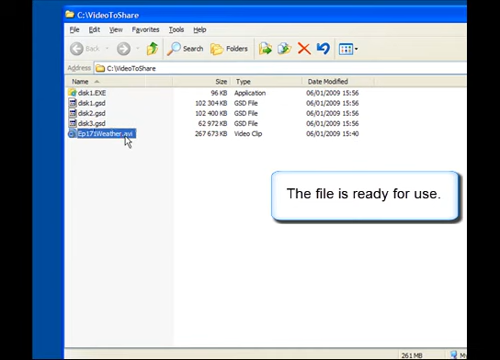 C:\VideoToShare
File Edit View Favorites Tools Help
Back Search Folders
Address C:\VideoToShare
Name Size Type Date Modified
disk1.EXE 96 KB Application 06/01/2009 15:56
disk1.gsd 102 304 KB GSD File 06/01/2009 15:56
disk2.gsd 102 400 KB GSD File 06/01/2009 15:56
disk3.gsd 62 972 KB GSD File 06/01/2009 15:56
Ep171Weather.avi 267 673 KB Video Clip 06/01/2009 15:40
The file is ready for use.
261 MB